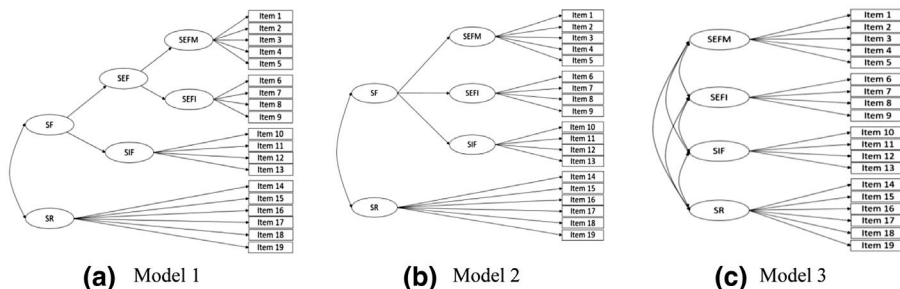 SF
SR
SEF
SIF
SEFM
SEFI
Item 1
Item 2
Item 3
Item 4
Item 5
Item 6
Item 7
Item 8
Item 9
Item 10
Item 11
Item 12
Item 13
Item 14
Item 15
Item 16
Item 17
Item 18
Item 19
(a) Model 1
SF
SR
SEFM
SEFI
SIF
Item 1
Item 2
Item 3
Item 4
Item 5
Item 6
Item 7
Item 8
Item 9
Item 10
Item 11
Item 12
Item 13
Item 14
Item 15
Item 16
Item 17
Item 18
Item 19
(b) Model 2
SEFM
SEFI
SIF
SR
Item 1
Item 2
Item 3
Item 4
Item 5
Item 6
Item 7
Item 8
Item 9
Item 10
Item 11
Item 12
Item 13
Item 14
Item 15
Item 16
Item 17
Item 18
Item 19
(c) Model 3